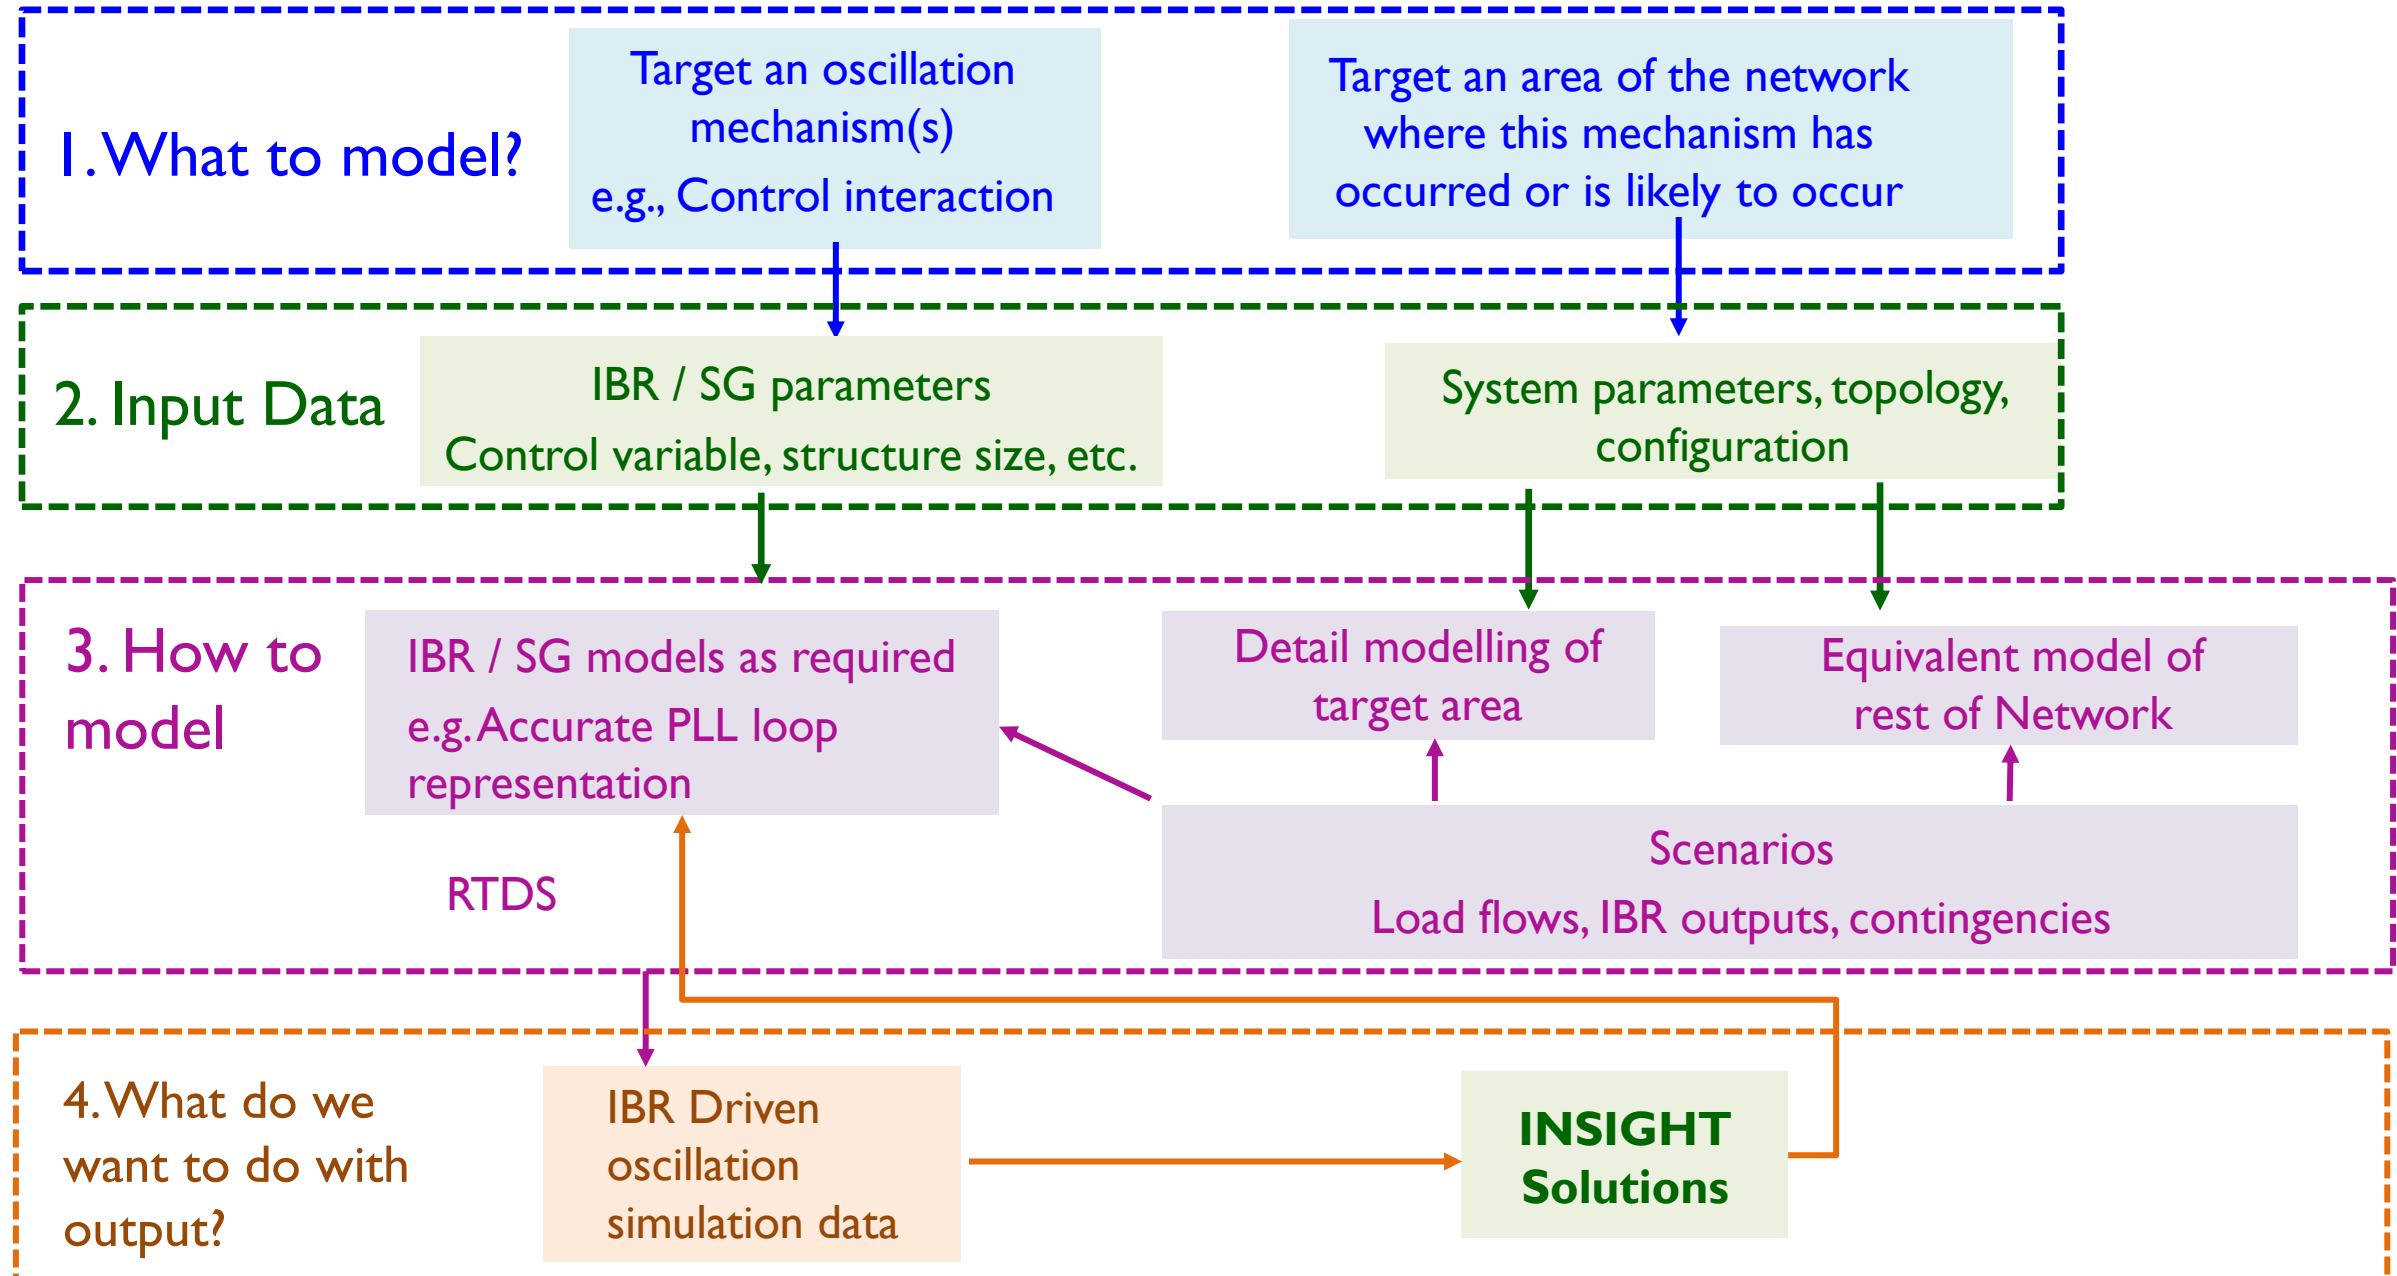 1. What to model?
Target an oscillation
mechanism(s)
e.g., Control interaction
Target an area of the network
where this mechanism has
occurred or is likely to occur
2. Input Data
IBR / SG parameters
Control variable, structure size, etc.
System parameters, topology,
configuration
3. How to
model
IBR / SG models as required
e.g. Accurate PLL loop
representation
Detail modelling of
target area
Equivalent model of
rest of Network
RTDS
Scenarios
Load flows, IBR outputs, contingencies
4. What do we
want to do with
output?
IBR Driven
oscillation
simulation data
INSIGHT
Solutions